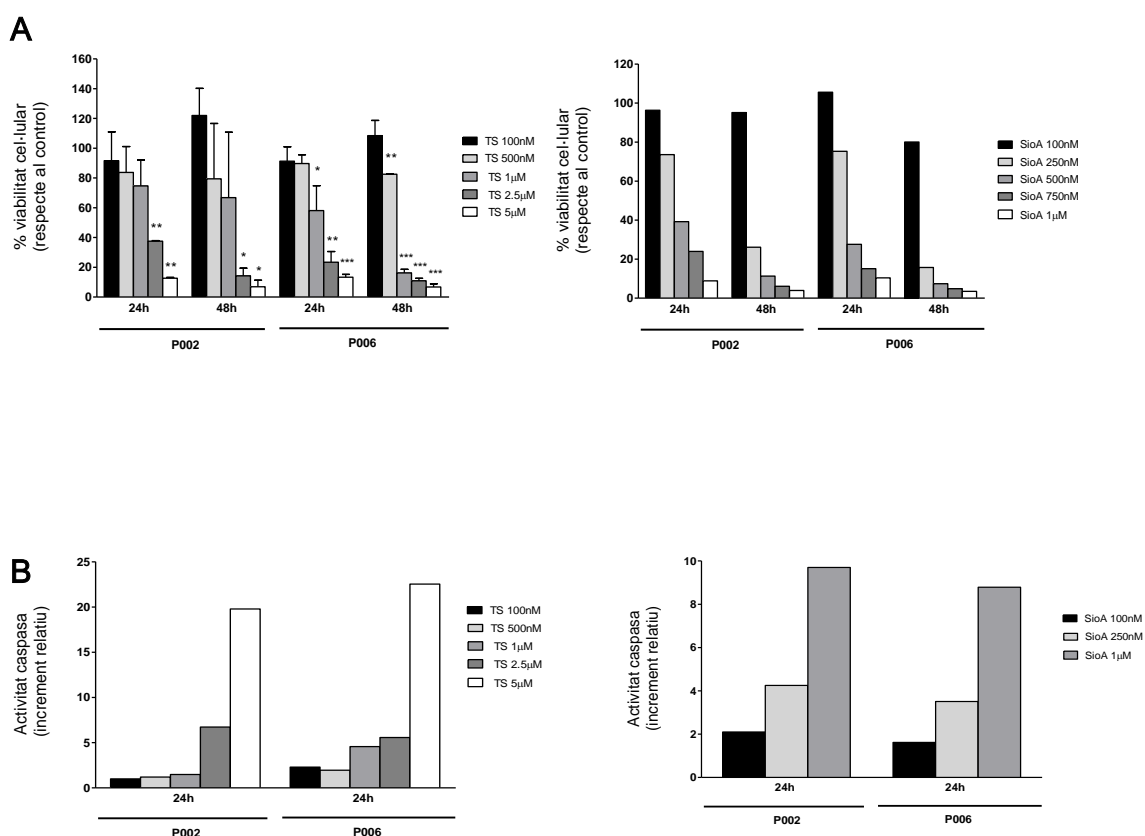 A
% viabilitat cel·lular
(respecte al control)
160
140
120
100
80
60
40
20
0
**
**
*
*
*
**
***
**
***
***
***
24h
48h
24h
48h
P002
P006
TS 100nM
TS 500nM
TS 1μM
TS 2.5μM
TS 5μM
% viabilitat cel·lular
(respecte al control)
120
100
80
60
40
20
0
24h
48h
24h
48h
P002
P006
SioA 100nM
SioA 250nM
SioA 500nM
SioA 750nM
SioA 1μM
B
Activitat caspasa
(increment relatiu)
25
20
15
10
5
0
24h
24h
P002
P006
TS 100nM
TS 500nM
TS 1μM
TS 2.5μM
TS 5μM
Activitat caspasa
(increment relatiu)
10
8
6
4
2
0
24h
24h
P002
P006
SioA 100nM
SioA 250nM
SioA 1μM